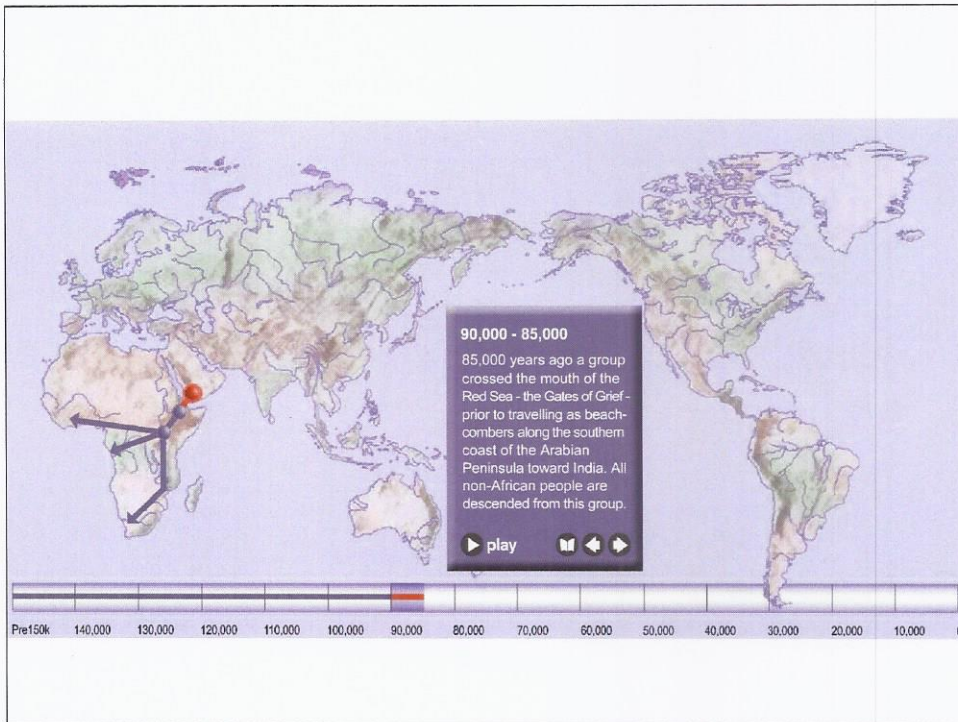 90,000 - 85,000
85,000 years ago a group
crossed the mouth of the
Red Sea - the Gates of Grief -
prior to travelling as beach-
combers along the southern
coast of the Arabian
Peninsula toward India. All
non-African people are
descended from this group.
play
Pre150k 140,000 130,000 120,000 110,000 100,000 90,000 80,000 70,000 60,000 50,000 40,000 30,000 20,000 10,000